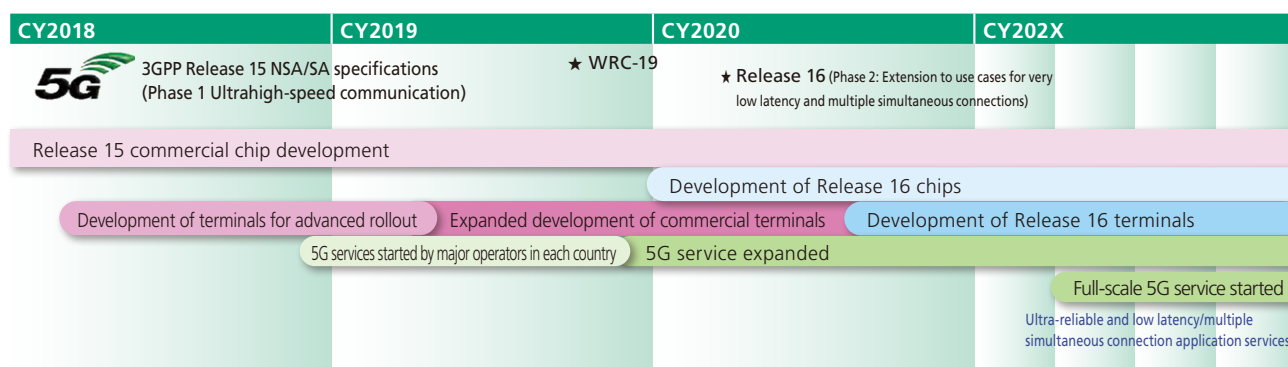 CY2018 CY2019 CY2020 CY202X
5G
3GPP Release 15 NSA/SA specifications
(Phase 1 Ultrahigh-speed communication)
★ WRC-19
★ Release 16 (Phase 2: Extension to use cases for very
low latency and multiple simultaneous connections)
Release 15 commercial chip development
Development of Release 16 chips
Development of terminals for advanced rollout
Expanded development of commercial terminals
Development of Release 16 terminals
5G services started by major operators in each country
5G service expanded
Full-scale 5G service started
Ultra-reliable and low latency/multiple
simultaneous connection application services